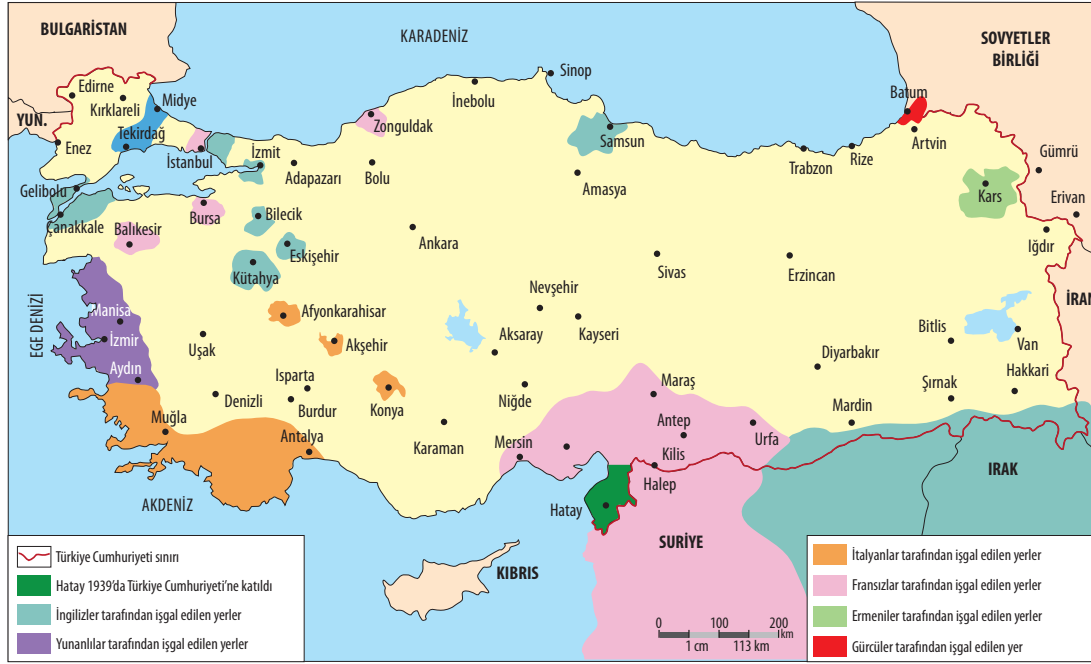 BULGARİSTAN
KARADENİZ
SOVYETLER
BİRLİĞİ
Edirne
Kırklareli
Midye
YUN.
Tekirdağ
Enez
İstanbul
İzmit
Adapazarı
Zonguldak
Bolu
İnebolu
Sinop
Samsun
Amasya
Trabzon
Rize
Batum
Artvin
Gümrü
Kars
Erivan
Iğdır
Gelibolu
Çanakkale
Balıkesir
Bursa
Bilecik
Eskişehir
Kütahya
Ankara
Sivas
Erzincan
İRAN
EGE DENİZİ
Manisa
İzmir
Aydın
Uşak
Afyonkarahisar
Akşehir
Nevşehir
Aksaray
Kayseri
Bitlis
Van
Diyarbakır
Hakkari
Şırnak
Mardin
Isparta
Denizli
Burdur
Konya
Niğde
Maraş
Muğla
Antalya
Karaman
Mersin
Antep
Urfa
Kilis
Halep
Hatay
AKDENİZ
IRAK
SURİYE
KIBRIS
Türkiye Cumhuriyeti sınırı
Hatay 1939'da Türkiye Cumhuriyeti'ne katıldı
İngilizler tarafından işgal edilen yerler
Yunanlılar tarafından işgal edilen yerler
0 100 200
km
1 cm 113 km
İtalyanlar tarafından işgal edilen yerler
Fransızlar tarafından işgal edilen yerler
Ermeniler tarafından işgal edilen yerler
Gürcüler tarafından işgal edilen yer